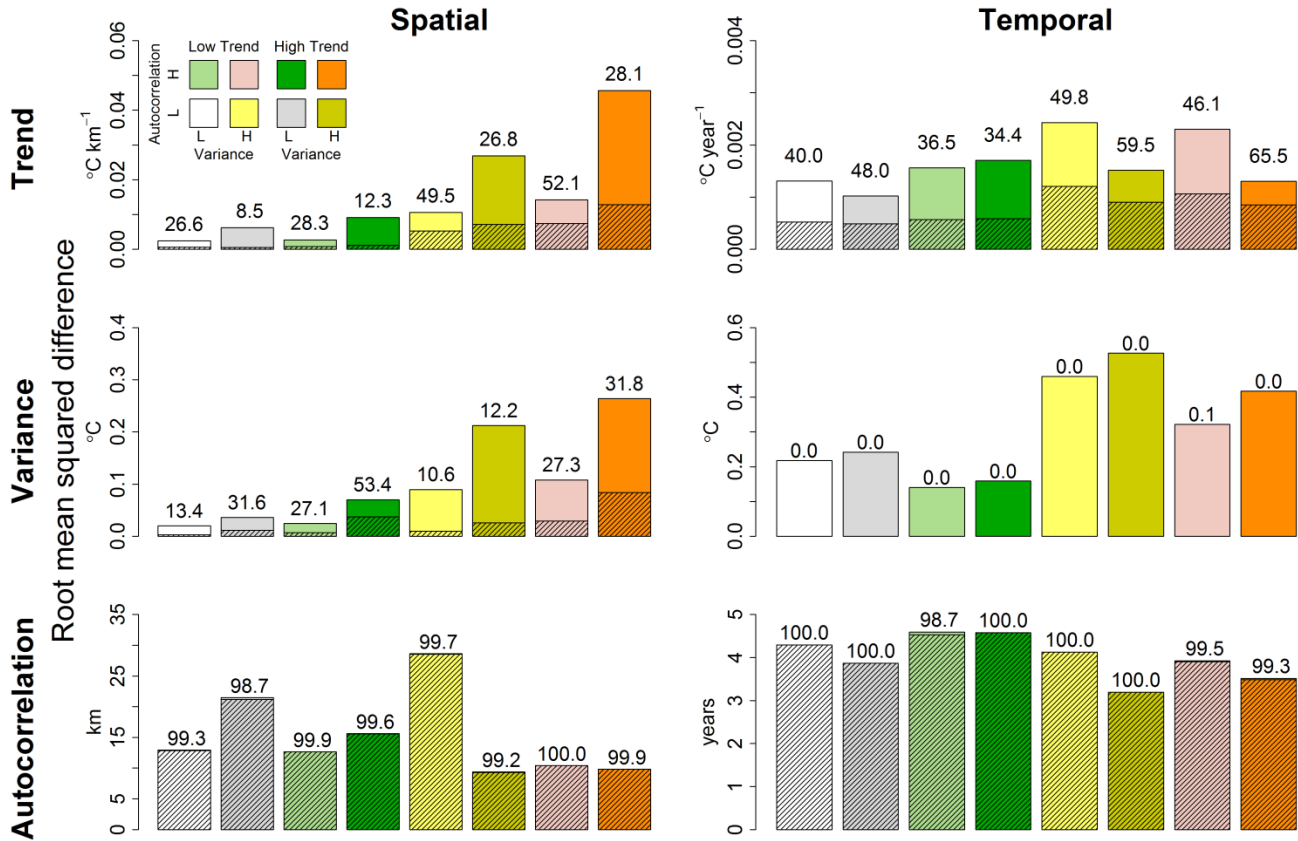 Spatial
Temporal
Trend
Variance
Autocorrelation
Root mean squared difference
°C km⁻¹
0.00 0.02 0.04 0.06
Low Trend High Trend
Autocorrelation
H
L
L H L H
Variance Variance
26.6 8.5 28.3 12.3 49.5 26.8 52.1 28.1
°C year⁻¹
0.000 0.002 0.004
40.0 48.0 36.5 34.4 49.8 59.5 46.1 65.5
°C
0.0 0.1 0.2 0.3 0.4
13.4 31.6 27.1 53.4 10.6 12.2 27.3 31.8
°C
0.0 0.2 0.4 0.6
0.0 0.0 0.0 0.0 0.0 0.0 0.1 0.0
km
0 5 15 25 35
99.3 98.7 99.9 99.6 99.7 99.2 100.0 99.9
years
0 1 2 3 4 5
100.0 100.0 98.7 100.0 100.0 100.0 99.5 99.3